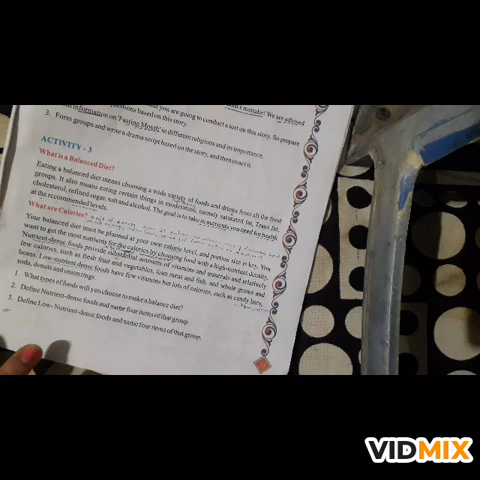 questions based on this story.
you are going to conduct a test on this story. So prepare
information on 'Fasting Month' in different religions and its importance.
3. Form groups and write a drama script based on the story, and then enact it.
ACTIVITY - 3
What is a Balanced Diet?
Eating a balanced diet means choosing a wide variety of foods and drinks from all the food
groups. It also means eating certain things in moderation, namely saturated fat, Trans fat,
cholesterol, refined sugar, salt and alcohol. The goal is to take in nutrients you need for health
at the recommended levels.
What are Calories?
Your balanced diet must be planned at your own calorie level, and portion size is key. You
want to get the most nutrients for the calories by choosing food with a high-nutrient density.
Nutrient-dense foods provide substantial amounts of vitamins and minerals and relatively
few calories, such as fresh fruit and vegetables, lean meat and fish, and whole grains and
beans. Low-nutrient dense foods have few vitamins but lots of calories, such as candy bars,
soda, donuts and onion rings.
1. What types of foods will you choose to make a balance diet?
2. Define Nutrient-dense foods and name four items of that group.
3. Define Low- Nutrient-dense foods and name four items of that group.
VIDMIX